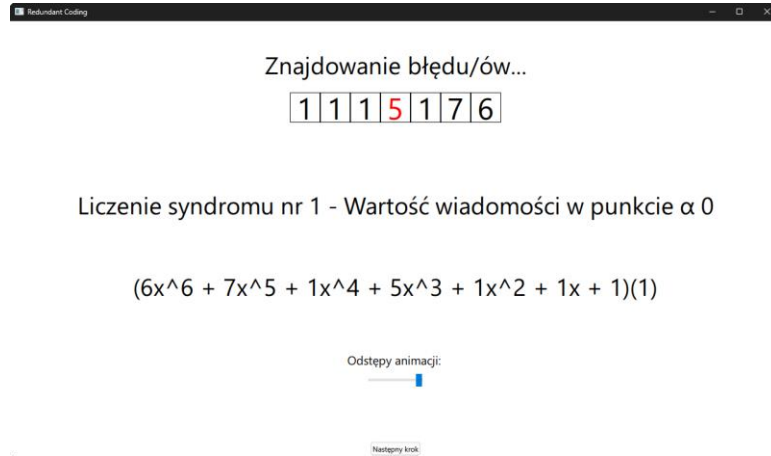 Redundant Coding
Znajdowanie błędu/ów...
1 1 1 5 1 7 6
Liczenie syndromu nr 1 - Wartość wiadomości w punkcie α 0
(6x^6 + 7x^5 + 1x^4 + 5x^3 + 1x^2 + 1x + 1)(1)
Odstępy animacji:
Następny krok